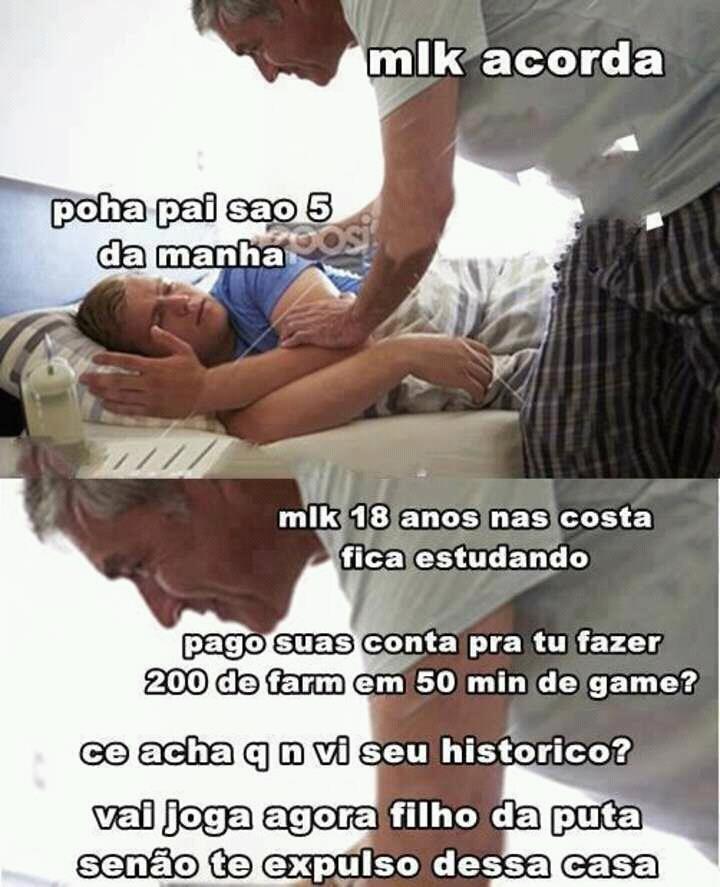 mlk acorda
poha pai sao 5
da manha
mlk 18 anos nas costa
fica estudando
pago suas conta pra tu fazer
200 de farm em 50 min de game?
ce acha q n vi seu historico?
vai joga agora filho da puta
senão te expulso dessa casa